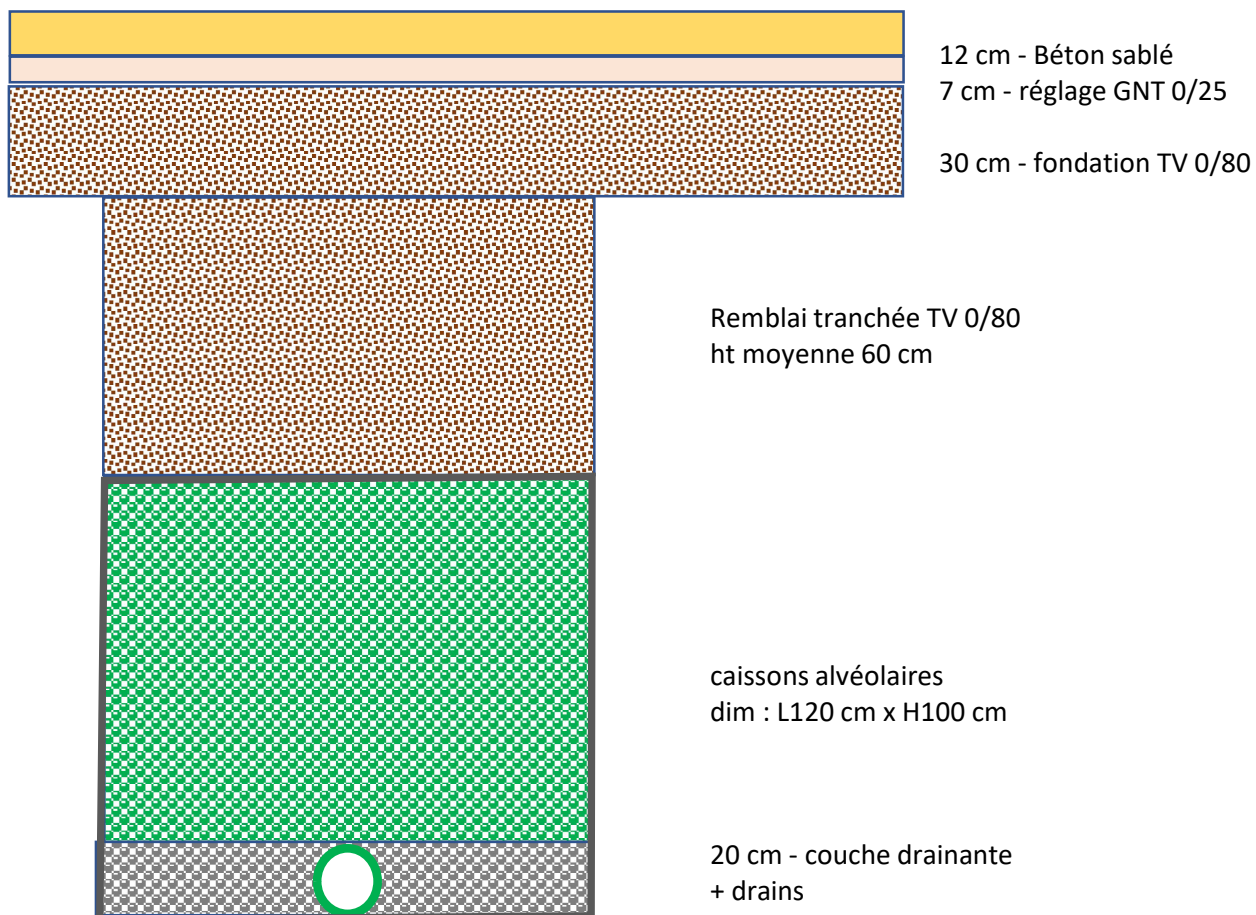 12 cm - Béton sablé
7 cm - réglage GNT 0/25
30 cm - fondation TV 0/80
Remblai tranchée TV 0/80
ht moyenne 60 cm
caissons alvéolaires
dim : L120 cm x H100 cm
20 cm - couche drainante
+ drains